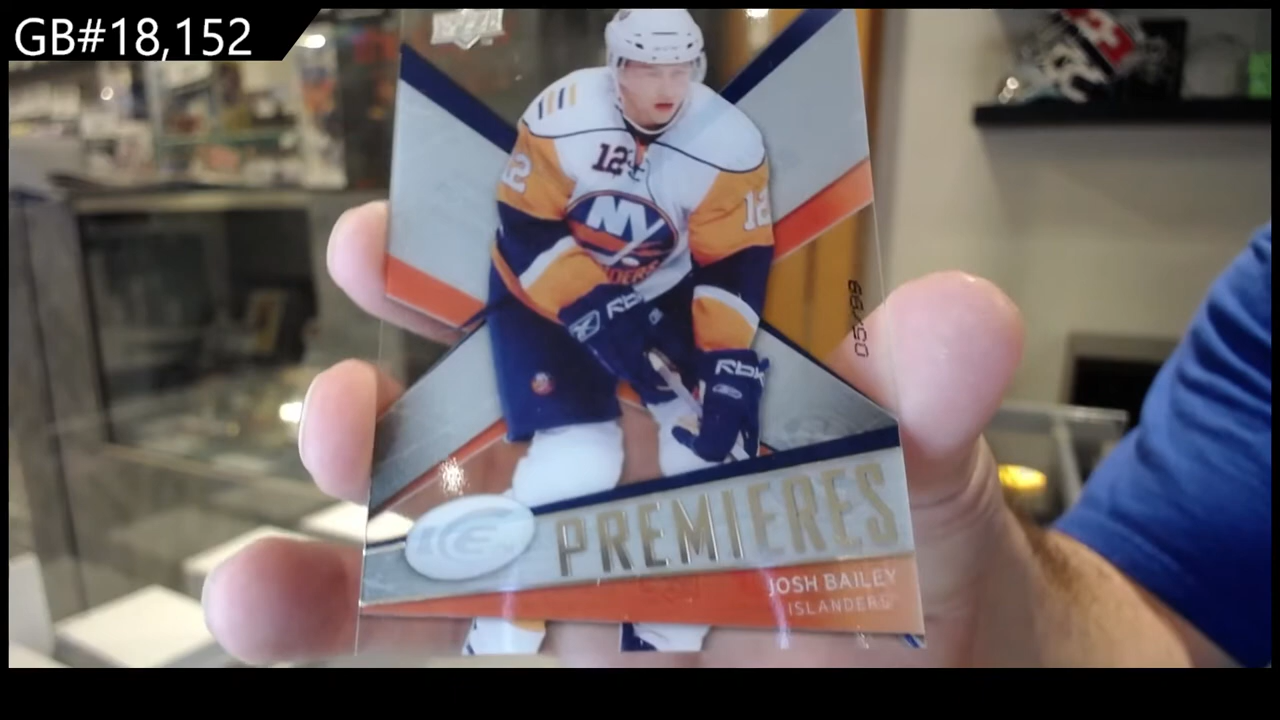 GB#18,152
12
12
12
NY
RBK
RBK
05/99
ICE
PREMIERES
JOSH BAILEY
ISLANDERS